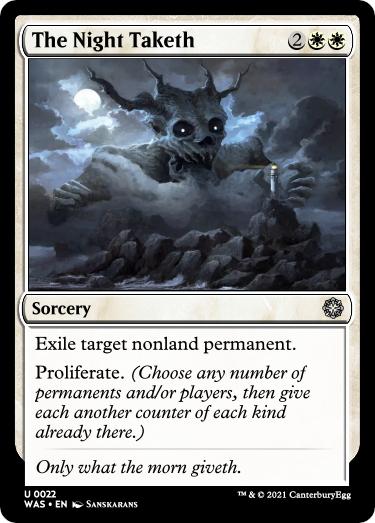 The Night Taketh 2
Sorcery
Exile target nonland permanent.
Proliferate. (Choose any number of
permanents and/or players, then give
each another counter of each kind
already there.)
Only what the morn giveth.
U 0022
WAS • EN Sanskarans
™ & © 2021 CanterburyEgg